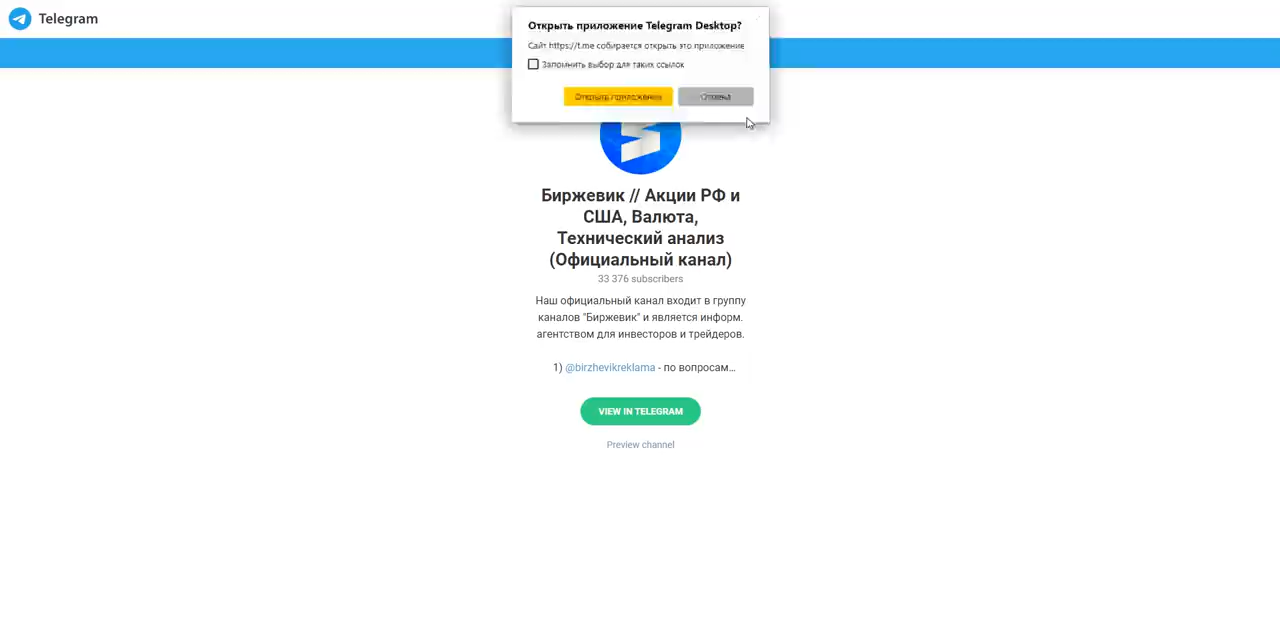 Telegram
Открыть приложение Telegram Desktop?
Сайт https://t.me собирается открыть это приложение
Запомнить выбор для таких ссылок
Открыть приложение
Отмена
Биржевик // Акции РФ и
США, Валюта,
Технический анализ
(Официальный канал)
33 376 subscribers
Наш официальный канал входит в группу
каналов "Биржевик" и является информ.
агентством для инвесторов и трейдеров.
1) @birzhevikreklama - по вопросам…
VIEW IN TELEGRAM
Preview channel